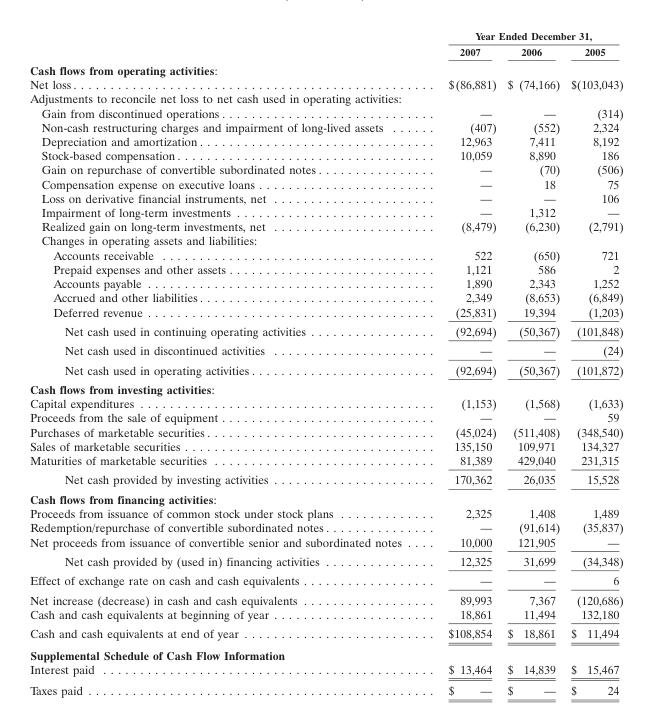 Year Ended December 31,
2007 2006 2005
Cash flows from operating activities:
Net loss . . . $(86,881) $ (74,166) $(103,043)
Adjustments to reconcile net loss to net cash used in operating activities:
Gain from discontinued operations . . . — — (314)
Non-cash restructuring charges and impairment of long-lived assets . . . (407) (552) 2,324
Depreciation and amortization . . . 12,963 7,411 8,192
Stock-based compensation . . . 10,059 8,890 186
Gain on repurchase of convertible subordinated notes . . . — (70) (506)
Compensation expense on executive loans . . . — 18 75
Loss on derivative financial instruments, net . . . — — 106
Impairment of long-term investments . . . — 1,312 —
Realized gain on long-term investments, net . . . (8,479) (6,230) (2,791)
Changes in operating assets and liabilities:
Accounts receivable . . . 522 (650) 721
Prepaid expenses and other assets . . . 1,121 586 2
Accounts payable . . . 1,890 2,343 1,252
Accrued and other liabilities . . . 2,349 (8,653) (6,849)
Deferred revenue . . . (25,831) 19,394 (1,203)
Net cash used in continuing operating activities . . . (92,694) (50,367) (101,848)
Net cash used in discontinued activities . . . — — (24)
Net cash used in operating activities . . . (92,694) (50,367) (101,872)
Cash flows from investing activities:
Capital expenditures . . . (1,153) (1,568) (1,633)
Proceeds from the sale of equipment . . . — — 59
Purchases of marketable securities . . . (45,024) (511,408) (348,540)
Sales of marketable securities . . . 135,150 109,971 134,327
Maturities of marketable securities . . . 81,389 429,040 231,315
Net cash provided by investing activities . . . 170,362 26,035 15,528
Cash flows from financing activities:
Proceeds from issuance of common stock under stock plans . . . 2,325 1,408 1,489
Redemption/repurchase of convertible subordinated notes . . . — (91,614) (35,837)
Net proceeds from issuance of convertible senior and subordinated notes . . . 10,000 121,905 —
Net cash provided by (used in) financing activities . . . 12,325 31,699 (34,348)
Effect of exchange rate on cash and cash equivalents . . . — — 6
Net increase (decrease) in cash and cash equivalents . . . 89,993 7,367 (120,686)
Cash and cash equivalents at beginning of year . . . 18,861 11,494 132,180
Cash and cash equivalents at end of year . . . $108,854 $ 18,861 $ 11,494
Supplemental Schedule of Cash Flow Information
Interest paid . . . $ 13,464 $ 14,839 $ 15,467
Taxes paid . . . $ — $ — $ 24